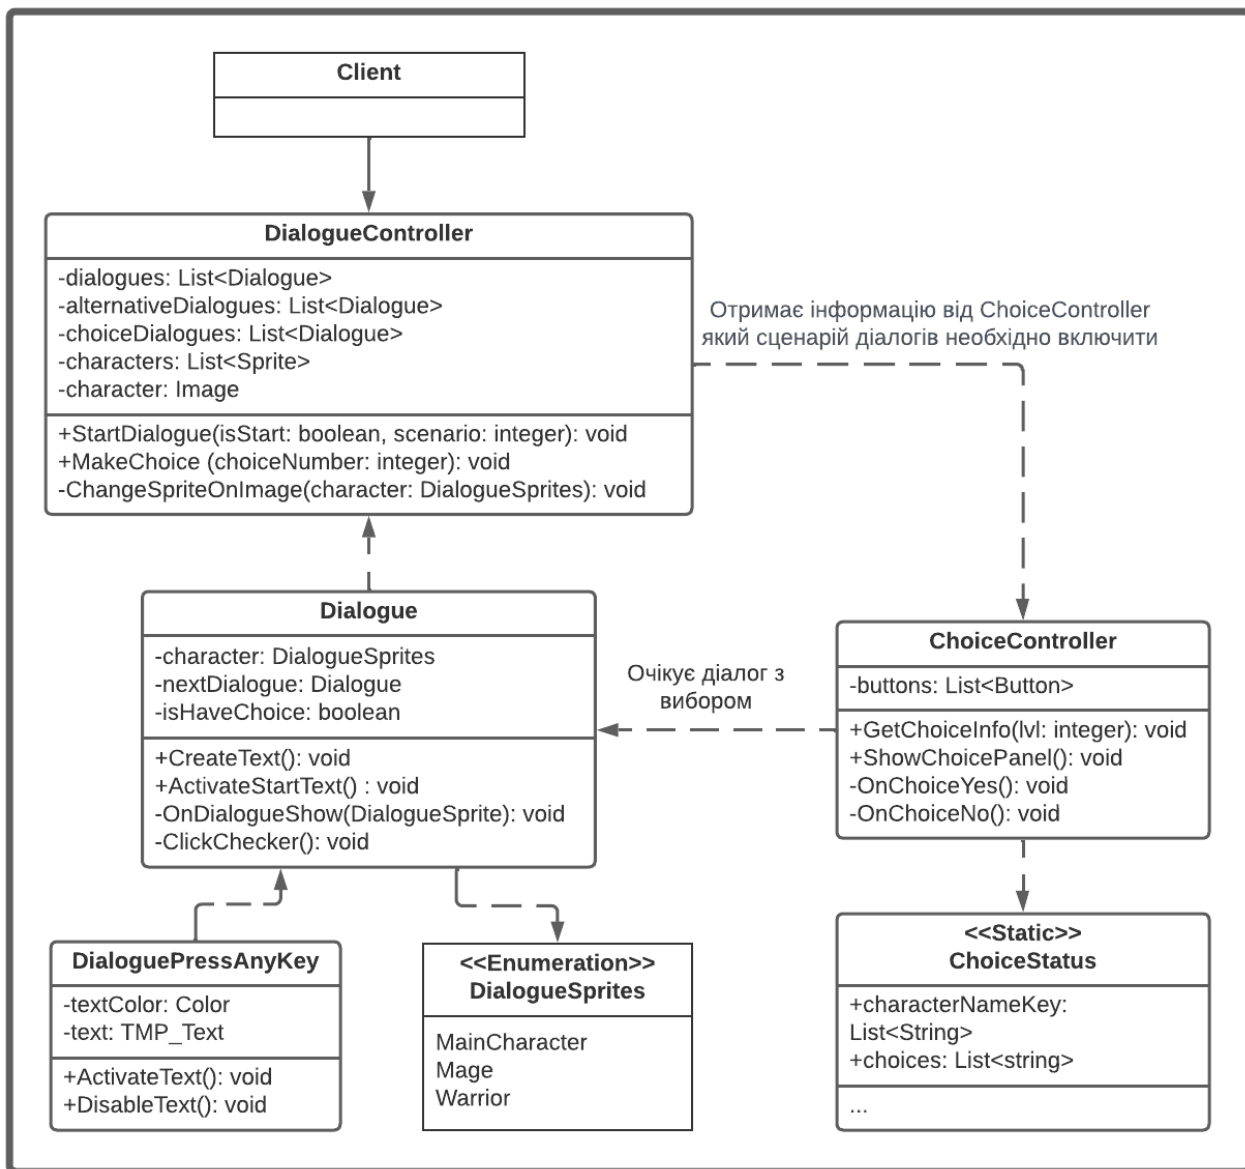 Client
DialogueController
-dialogues: List<Dialogue>
-alternativeDialogues: List<Dialogue>
-choiceDialogues: List<Dialogue>
-characters: List<Sprite>
-character: Image
+StartDialogue(isStart: boolean, scenario: integer): void
+MakeChoice (choiceNumber: integer): void
-ChangeSpriteOnImage(character: DialogueSprites): void
Отримає інформацію від ChoiceController
який сценарій діалогів необхідно включити
Dialogue
-character: DialogueSprites
-nextDialogue: Dialogue
-isHaveChoice: boolean
+CreateText(): void
+ActivateStartText() : void
-OnDialogueShow(DialogueSprite): void
-ClickChecker(): void
Очікує діалог з
вибором
ChoiceController
-buttons: List<Button>
+GetChoiceInfo(lvl: integer): void
+ShowChoicePanel(): void
-OnChoiceYes(): void
-OnChoiceNo(): void
DialoguePressAnyKey
-textColor: Color
-text: TMP_Text
+ActivateText(): void
+DisableText(): void
<<Enumeration>>
DialogueSprites
MainCharacter
Mage
Warrior
<<Static>>
ChoiceStatus
+characterNameKey:
List<String>
+choices: List<string>
...